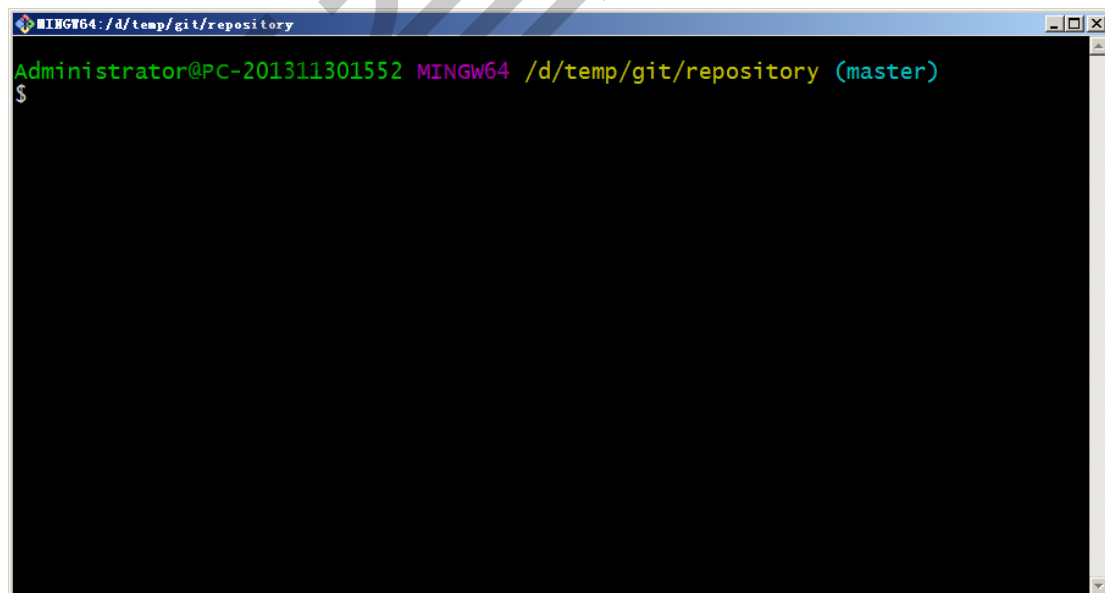 MINGW64:/d/temp/git/repository
Administrator@PC-201311301552 MINGW64 /d/temp/git/repository (master)
$